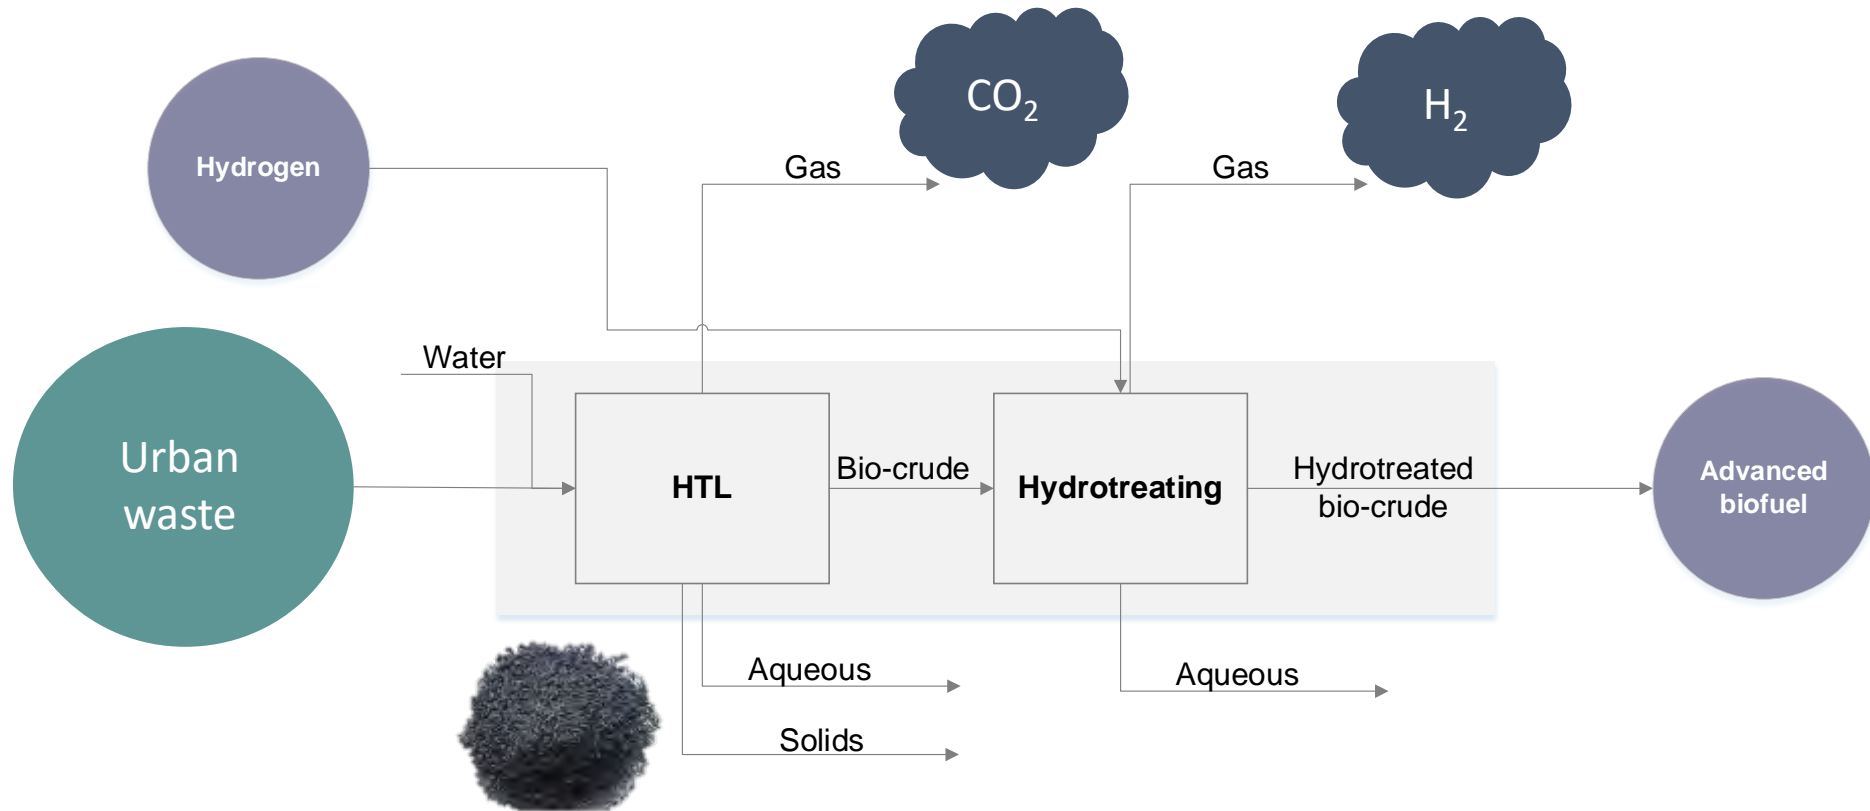 CO2
H2
Hydrogen
Gas
Gas
Water
Urban
waste
HTL
Bio-crude
Hydrotreating
Hydrotreated
bio-crude
Advanced
biofuel
Aqueous
Aqueous
Solids